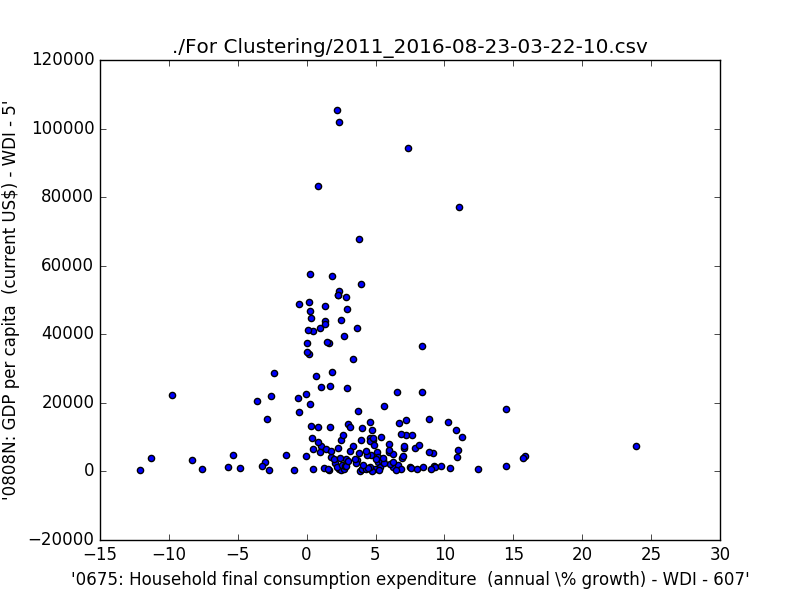 ./For Clustering/2011_2016-08-23-03-22-10.csv
120000
100000
80000
60000
40000
20000
0
−20000
'0808N: GDP per capita  (current US$) - WDI - 5'
−15 −10 −5 0 5 10 15 20 25 30
'0675: Household final consumption expenditure  (annual \% growth) - WDI - 607'